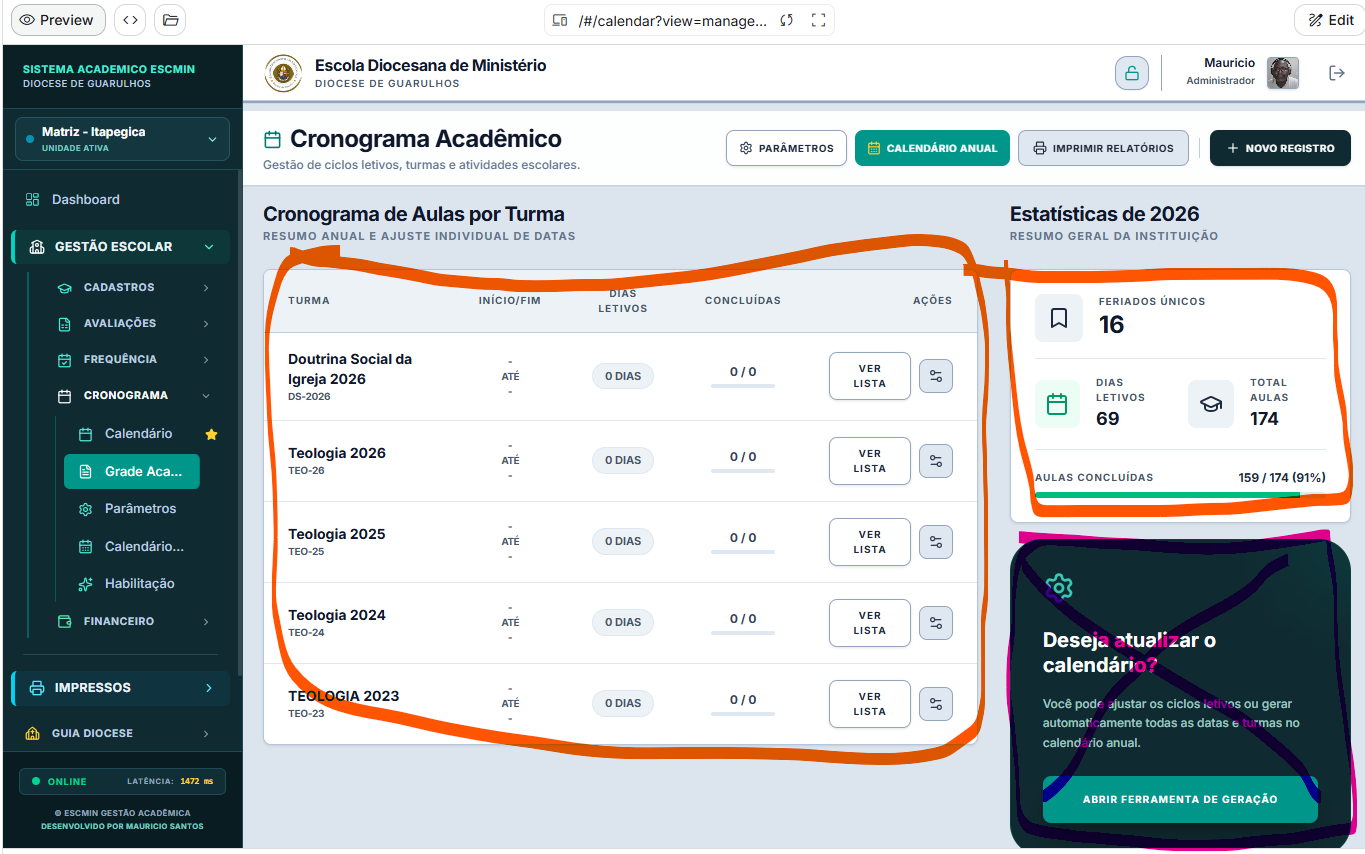 Preview
/#/calendar?view=manage...
Edit
SISTEMA ACADEMICO ESCMIN
DIOCESE DE GUARULHOS
Matriz - Itapegica
UNIDADE ATIVA
Dashboard
GESTÃO ESCOLAR
CADASTROS
AVALIAÇÕES
FREQUÊNCIA
CRONOGRAMA
Calendário
Grade Aca...
Parâmetros
Calendário...
Habilitação
FINANCEIRO
IMPRESSOS
GUIA DIOCESE
ONLINE
LATÊNCIA: 1472 ms
© ESCMIN GESTÃO ACADÊMICA
DESENVOLVIDO POR MAURICIO SANTOS
Escola Diocesana de Ministério
DIOCESE DE GUARULHOS
Mauricio
Administrador
Cronograma Acadêmico
Gestão de ciclos letivos, turmas e atividades escolares.
PARÂMETROS
CALENDÁRIO ANUAL
IMPRIMIR RELATÓRIOS
NOVO REGISTRO
Cronograma de Aulas por Turma
RESUMO ANUAL E AJUSTE INDIVIDUAL DE DATAS
TURMA
INÍCIO/FIM
DIAS
LETIVOS
CONCLUÍDAS
AÇÕES
Doutrina Social da
Igreja 2026
DS-2026
-
ATÉ
-
0 DIAS
0 / 0
VER
LISTA
Teologia 2026
TEO-26
-
ATÉ
-
0 DIAS
0 / 0
VER
LISTA
Teologia 2025
TEO-25
-
ATÉ
-
0 DIAS
0 / 0
VER
LISTA
Teologia 2024
TEO-24
-
ATÉ
-
0 DIAS
0 / 0
VER
LISTA
TEOLOGIA 2023
TEO-23
-
ATÉ
-
0 DIAS
0 / 0
VER
LISTA
Estatísticas de 2026
RESUMO GERAL DA INSTITUIÇÃO
FERIADOS ÚNICOS
16
DIAS
LETIVOS
69
TOTAL
AULAS
174
AULAS CONCLUÍDAS
159 / 174 (91%)
Deseja atualizar o
calendário?
Você pode ajustar os ciclos letivos ou gerar
automaticamente todas as datas e turmas no
calendário anual.
ABRIR FERRAMENTA DE GERAÇÃO